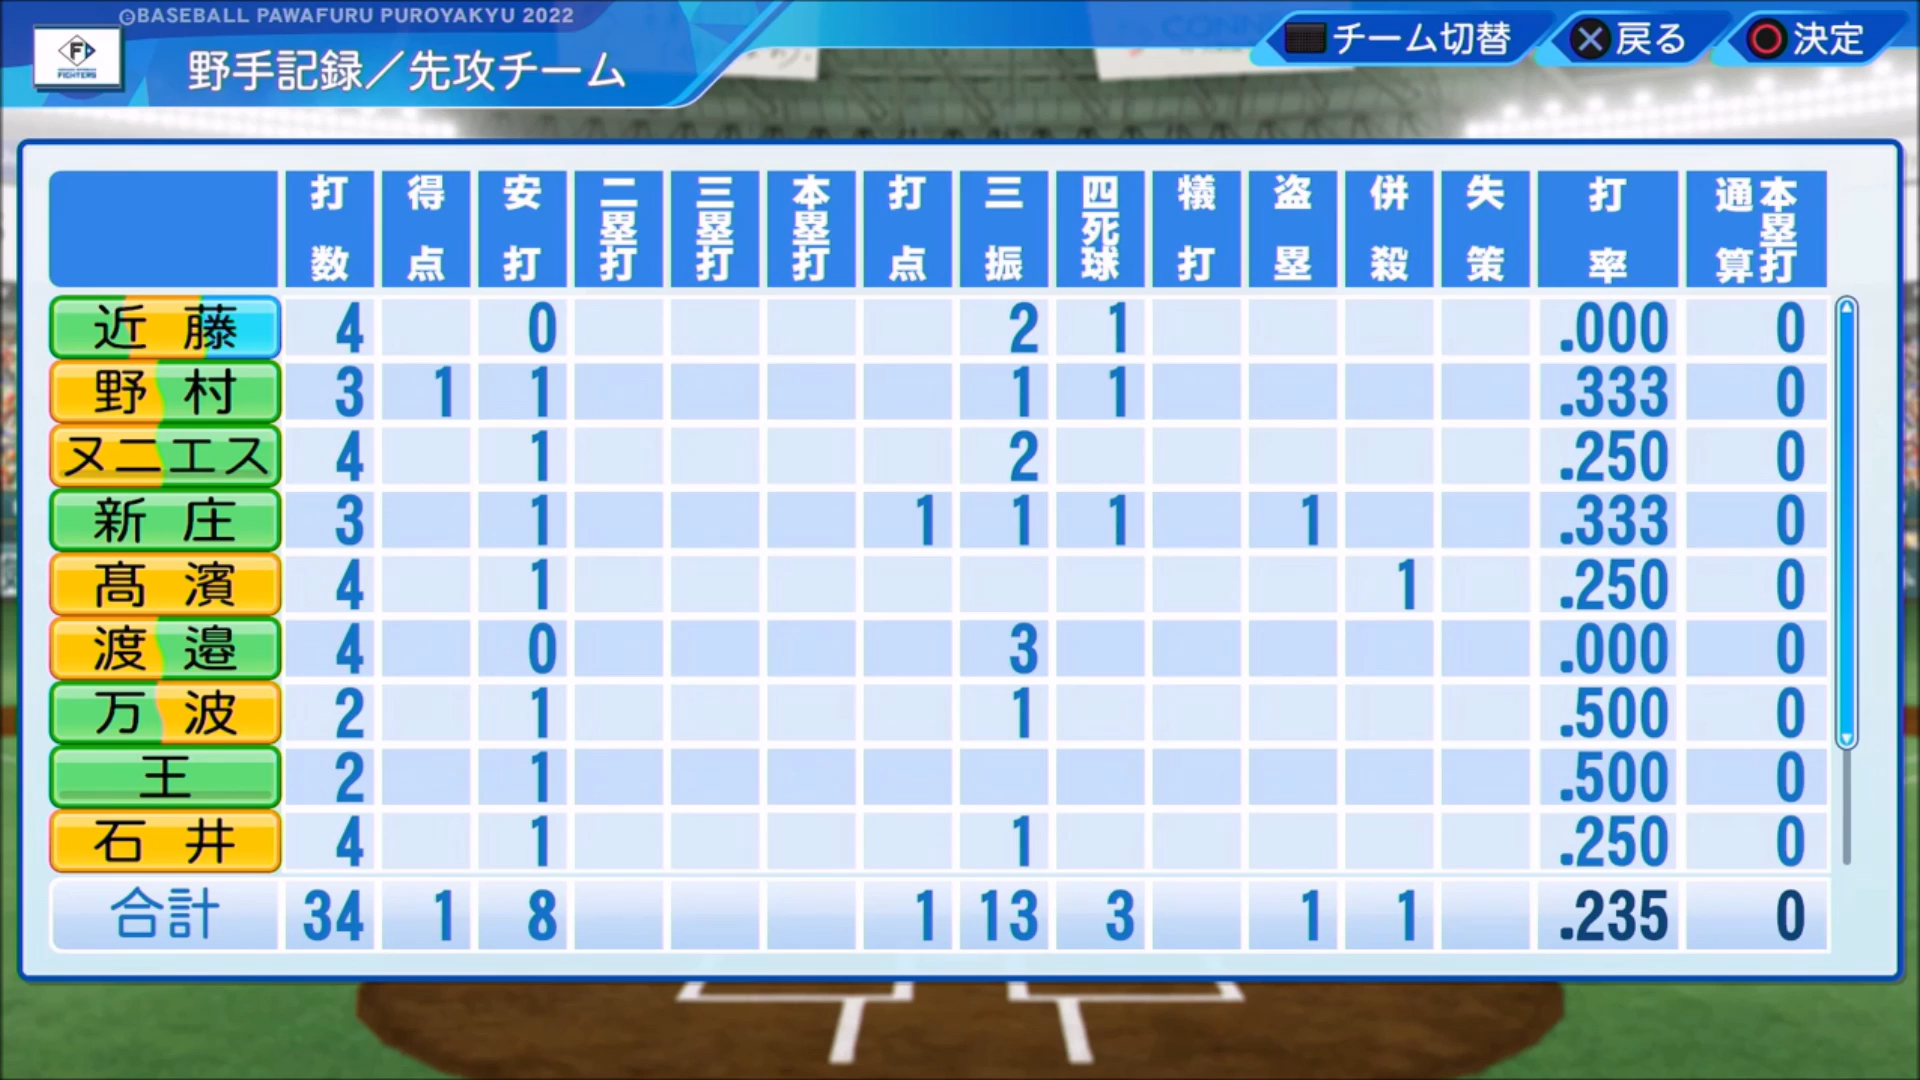 eBASEBALL PAWAFURU PUROYAKYU 2022
FIGHTERS
野手記録／先攻チーム
チーム切替 戻る 決定
打数 得点 安打 二塁打 三塁打 本塁打 打点 三振 四死球 犠打 盗塁 併殺 失策 打率 通算本塁打
近藤 4 0 2 1 .000 0
野村 3 1 1 1 1 .333 0
ヌニエス 4 1 2 .250 0
新庄 3 1 1 1 1 1 .333 0
髙濱 4 1 1 .250 0
渡邉 4 0 3 .000 0
万波 2 1 1 .500 0
王 2 1 .500 0
石井 4 1 1 .250 0
合計 34 1 8 1 13 3 1 1 .235 0